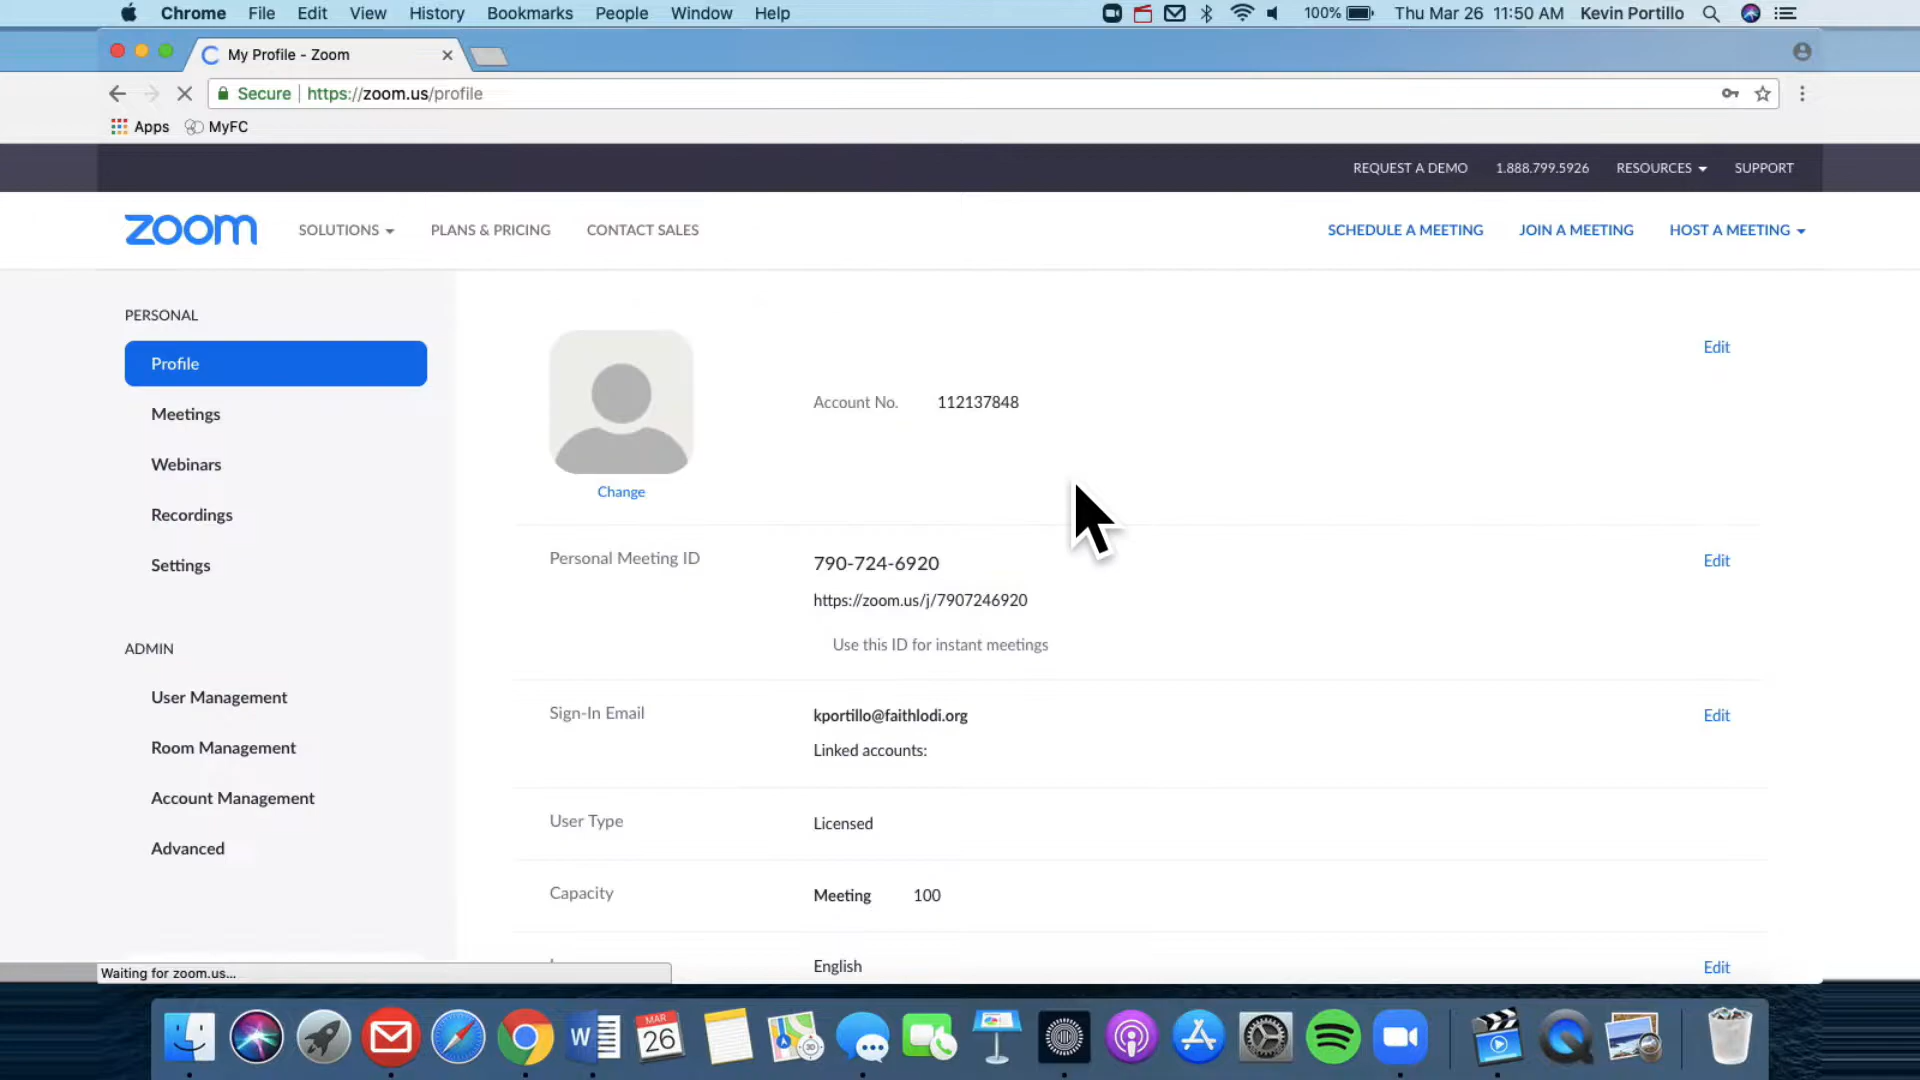 Chrome File Edit View History Bookmarks People Window Help 100% Thu Mar 26 11:50 AM Kevin Portillo
My Profile - Zoom
Secure https://zoom.us/profile
Apps MyFC
REQUEST A DEMO 1.888.799.5926 RESOURCES SUPPORT
zoom SOLUTIONS PLANS & PRICING CONTACT SALES SCHEDULE A MEETING JOIN A MEETING HOST A MEETING
PERSONAL
Profile
Meetings
Webinars
Recordings
Settings
ADMIN
User Management
Room Management
Account Management
Advanced
Edit
Account No. 112137848
Change
Personal Meeting ID 790-724-6920 Edit
https://zoom.us/j/7907246920
Use this ID for instant meetings
Sign-In Email kportillo@faithlodi.org Edit
Linked accounts:
User Type Licensed
Capacity Meeting 100
English Edit
Waiting for zoom.us...
W
MAR
26
3D